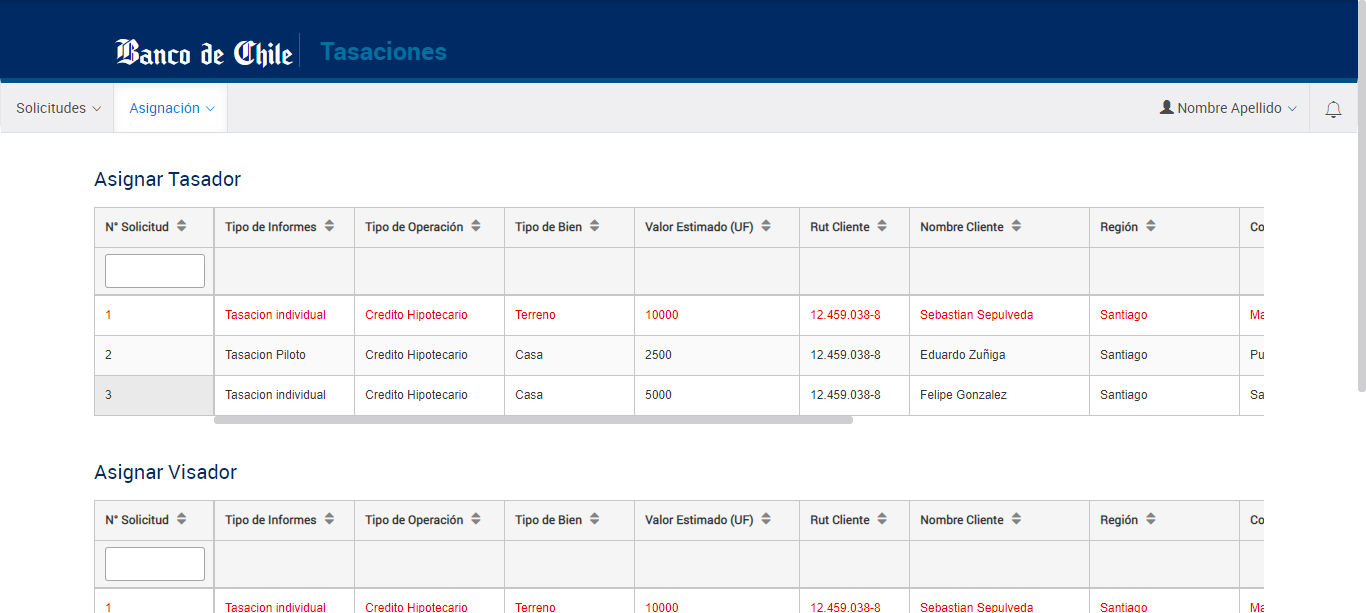 Banco de Chile Tasaciones
Solicitudes Asignación Nombre Apellido
Asignar Tasador
N° Solicitud Tipo de Informes Tipo de Operación Tipo de Bien Valor Estimado (UF) Rut Cliente Nombre Cliente Región Co
1 Tasacion individual Credito Hipotecario Terreno 10000 12.459.038-8 Sebastian Sepulveda Santiago Ma
2 Tasacion Piloto Credito Hipotecario Casa 2500 12.459.038-8 Eduardo Zuñiga Santiago Pu
3 Tasacion individual Credito Hipotecario Casa 5000 12.459.038-8 Felipe Gonzalez Santiago Sa
Asignar Visador
N° Solicitud Tipo de Informes Tipo de Operación Tipo de Bien Valor Estimado (UF) Rut Cliente Nombre Cliente Región Co
1 Tasacion individual Credito Hipotecario Terreno 10000 12.459.038-8 Sebastian Sepulveda Santiago Ma